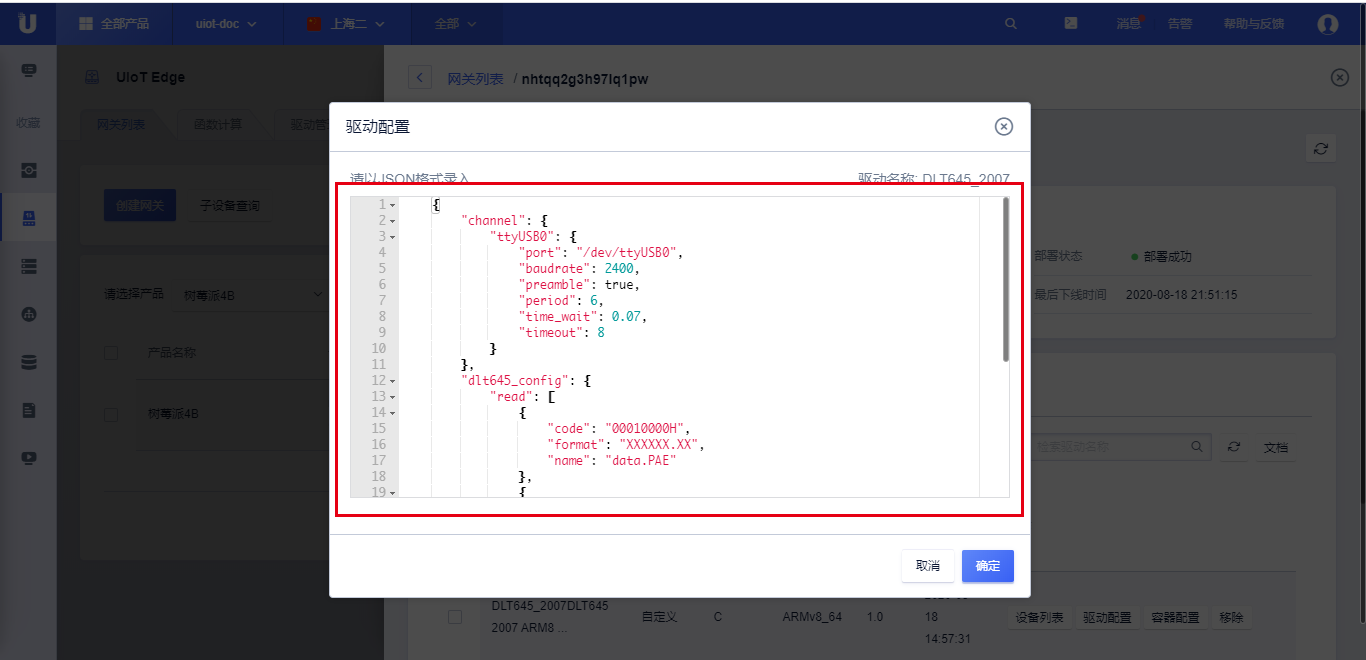 全部产品
uiot-doc
上海二
全部
消息
告警
帮助与反馈
收藏
UIoT Edge
网关列表 / nhtqq2g3h97lq1pw
网关列表
函数计算
驱动管
创建网关
子设备查询
请选择产品
树莓派4B
产品名称
树莓派4B
部署状态
部署成功
最后下线时间
2020-08-18 21:51:15
检索驱动名称
文档
驱动配置
请以JSON格式录入
驱动名称: DLT645_2007
1 {
2 "channel": {
3 "ttyUSB0": {
4 "port": "/dev/ttyUSB0",
5 "baudrate": 2400,
6 "preamble": true,
7 "period": 6,
8 "time_wait": 0.07,
9 "timeout": 8
10 }
11 },
12 "dlt645_config": {
13 "read": [
14 {
15 "code": "00010000H",
16 "format": "XXXXXX.XX",
17 "name": "data.PAE"
18 },
19 {
取消
确定
DLT645_2007DLT645
2007 ARM8 ...
自定义
C
ARMv8_64
1.0
18
14:57:31
设备列表
驱动配置
容器配置
移除